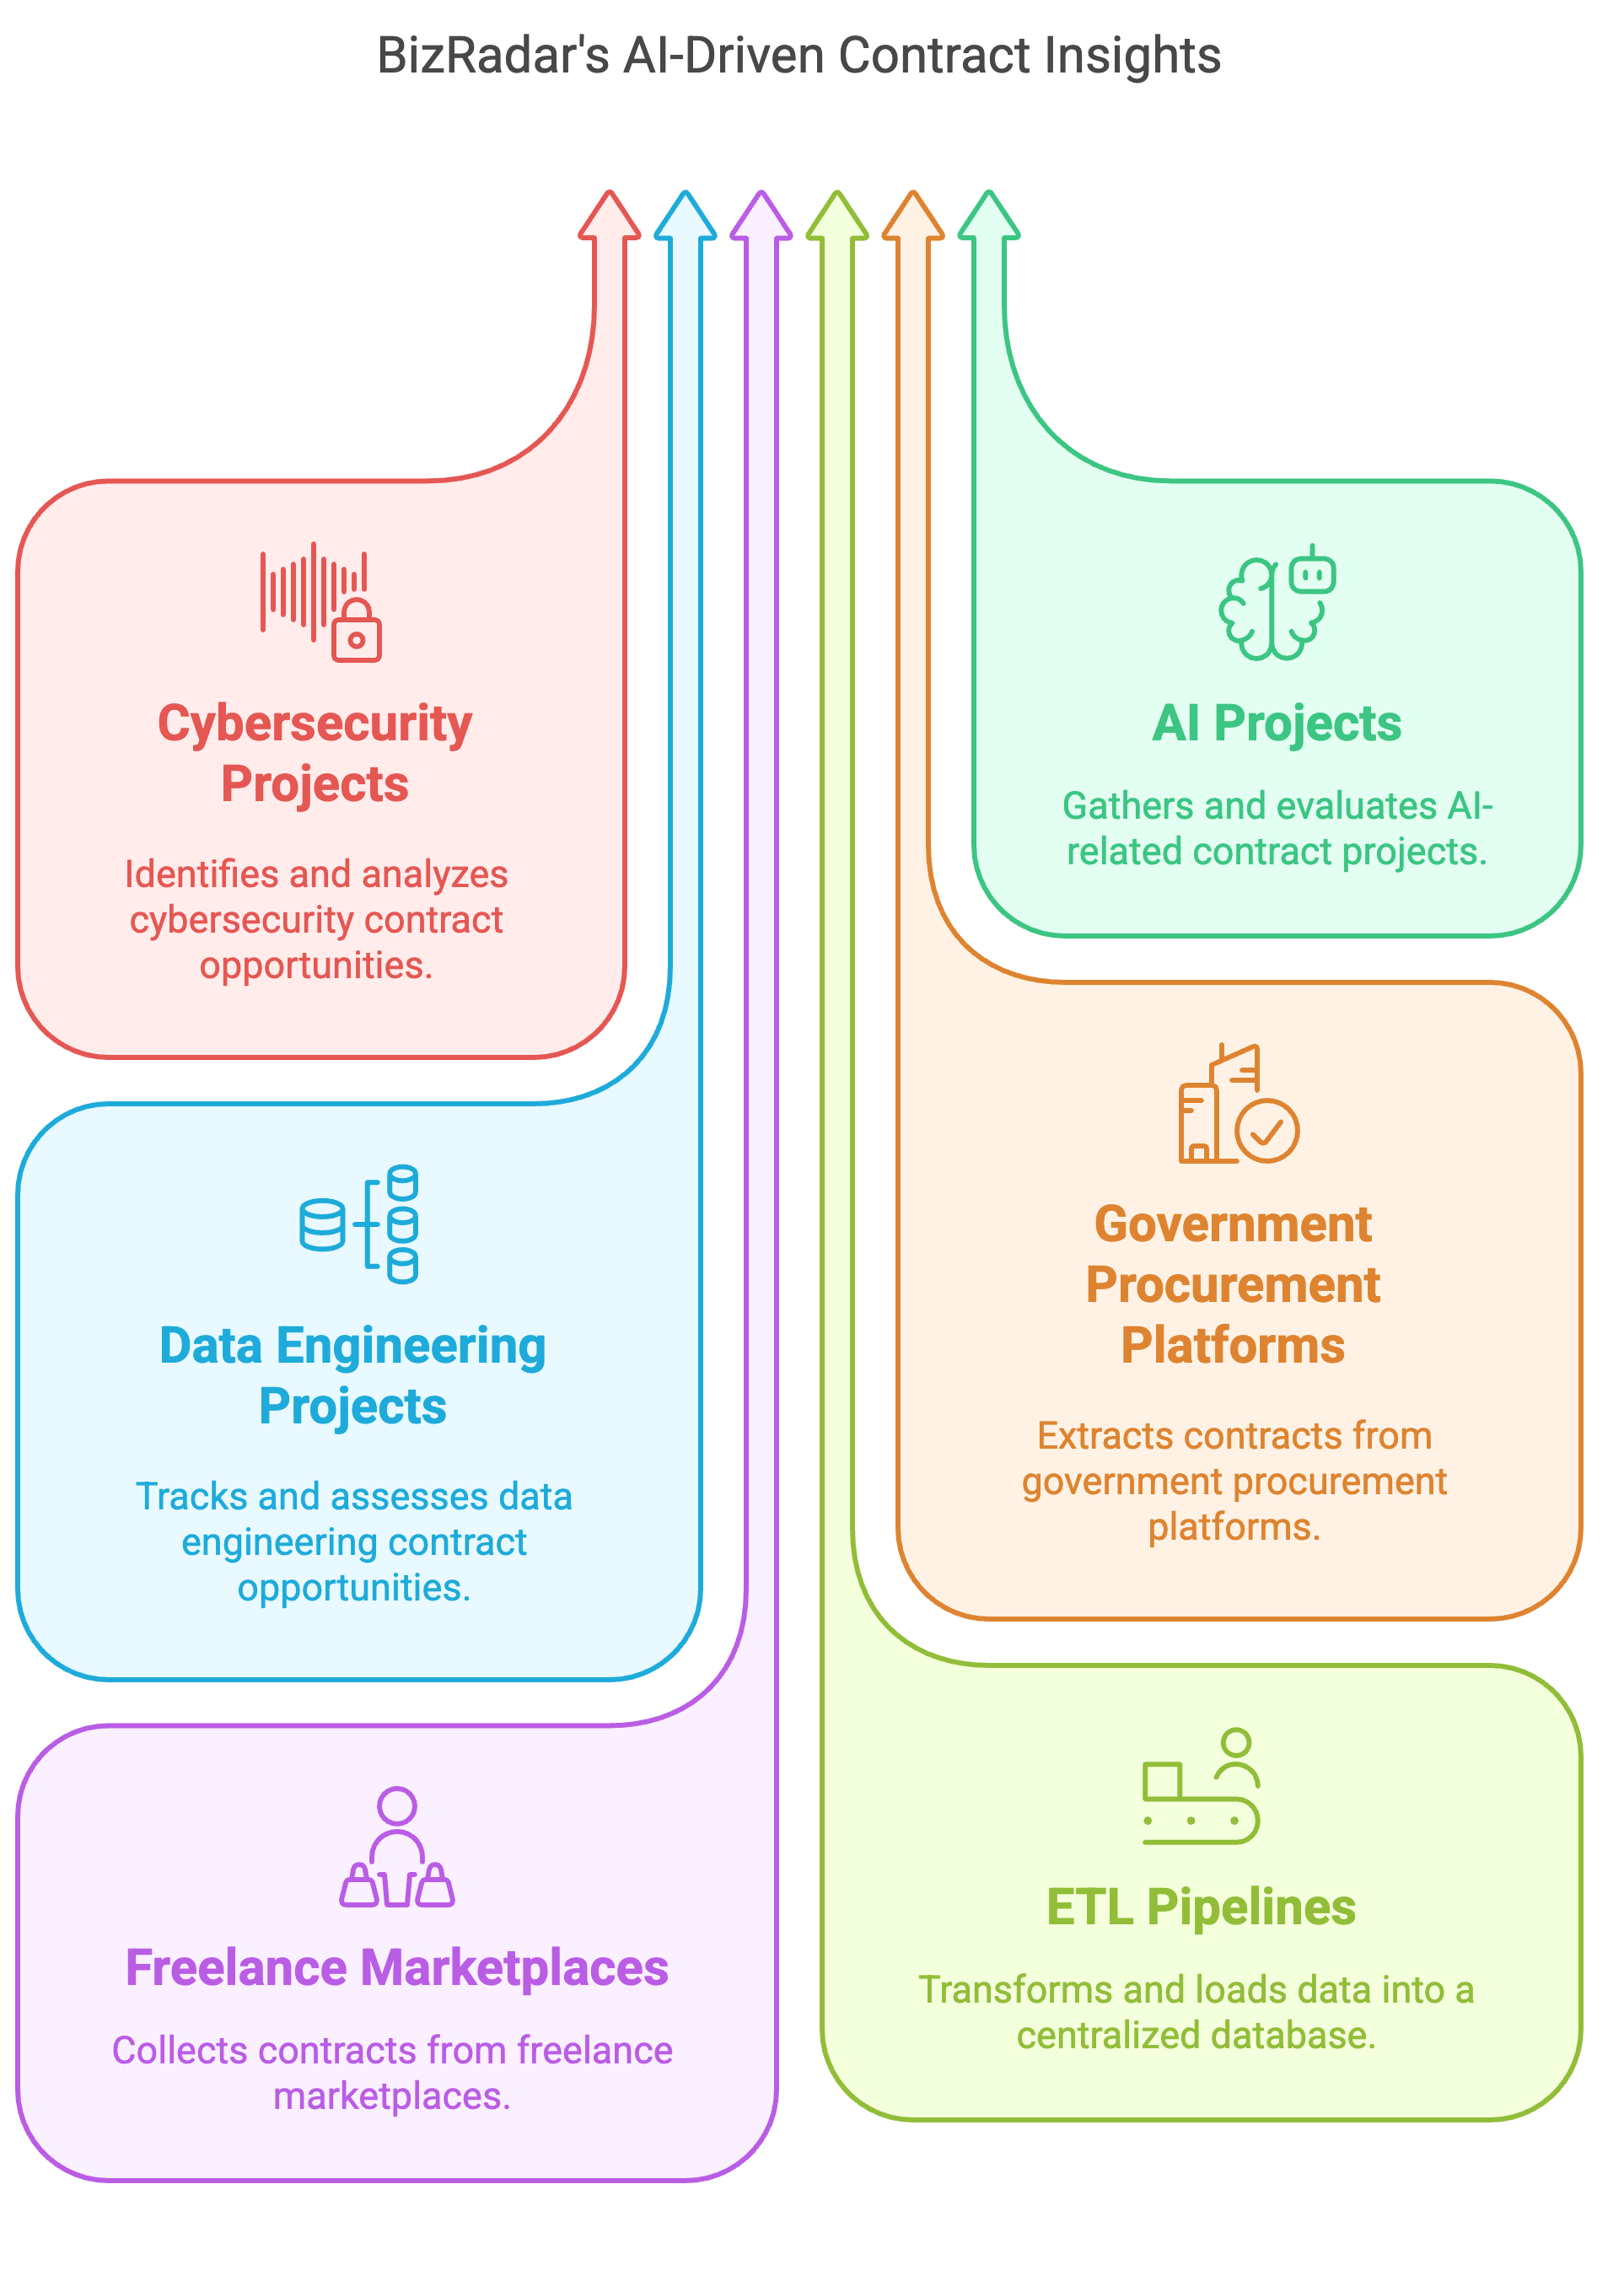 BizRadar's AI-Driven Contract Insights
Cybersecurity
Projects
Identifies and analyzes
cybersecurity contract
opportunities.
AI Projects
Gathers and evaluates AI-
related contract projects.
Data Engineering
Projects
Tracks and assesses data
engineering contract
opportunities.
Government
Procurement
Platforms
Extracts contracts from
government procurement
platforms.
Freelance Marketplaces
Collects contracts from freelance
marketplaces.
ETL Pipelines
Transforms and loads data into a
centralized database.